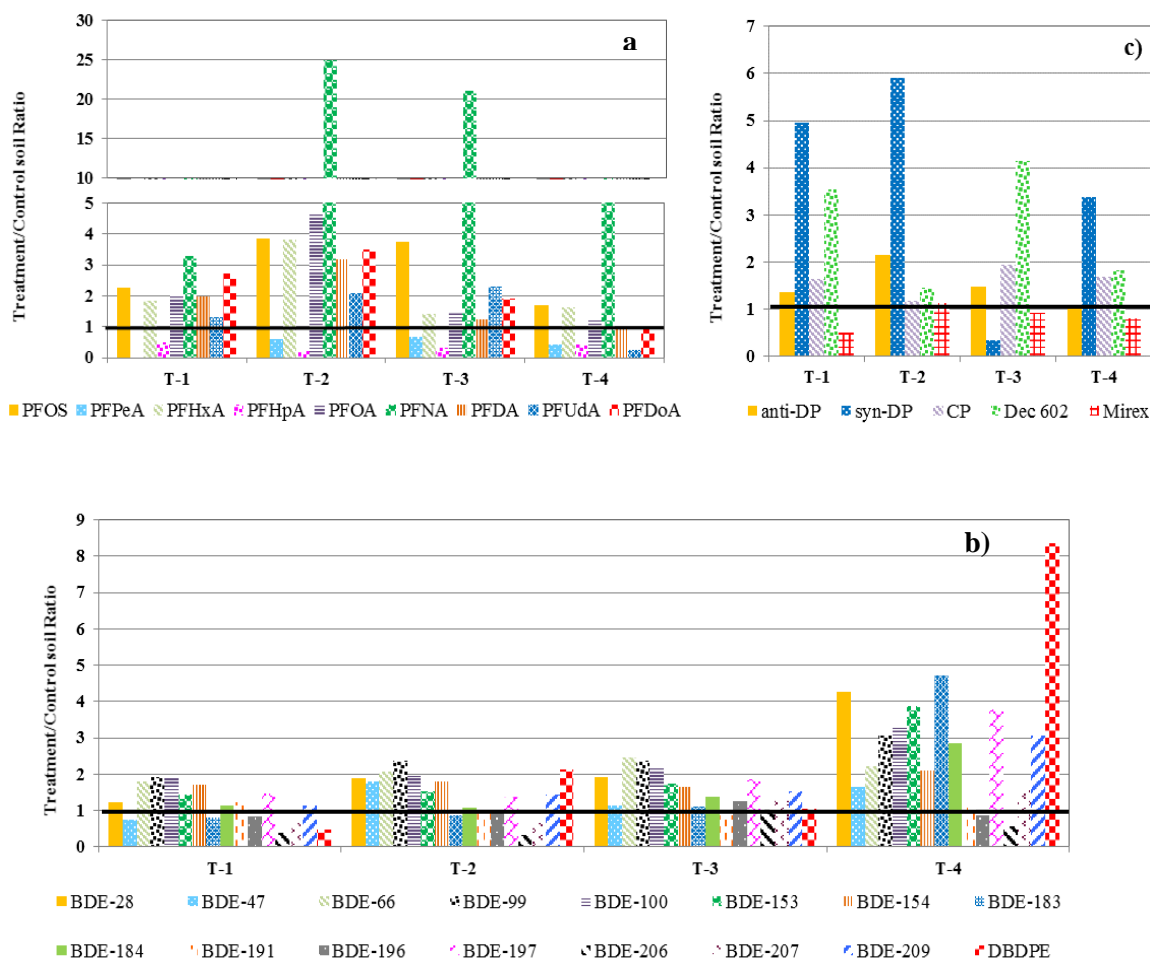 a
Treatment/Control soil Ratio
30
25
20
15
10
Treatment/Control soil Ratio
5
4
3
2
1
0
T-1 T-2 T-3 T-4
PFOS PFPeA PFHxA PFHpA PFOA PFNA PFDA PFUdA PFDoA
c)
Treatment/Control soil Ratio
7
6
5
4
3
2
1
0
T-1 T-2 T-3 T-4
anti-DP syn-DP CP Dec 602 Mirex
b)
Treatment/Control soil Ratio
9
8
7
6
5
4
3
2
1
0
T-1 T-2 T-3 T-4
BDE-28 BDE-47 BDE-66 BDE-99 BDE-100 BDE-153 BDE-154 BDE-183
BDE-184 BDE-191 BDE-196 BDE-197 BDE-206 BDE-207 BDE-209 DBDPE